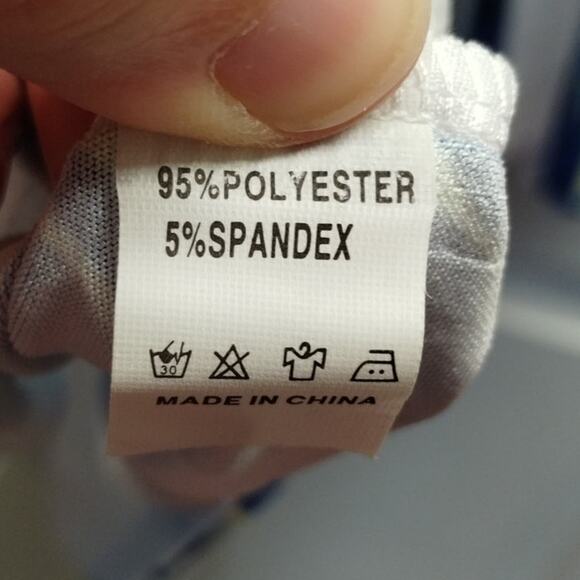 95%POLYESTER
5%SPANDEX
30
MADE IN CHINA